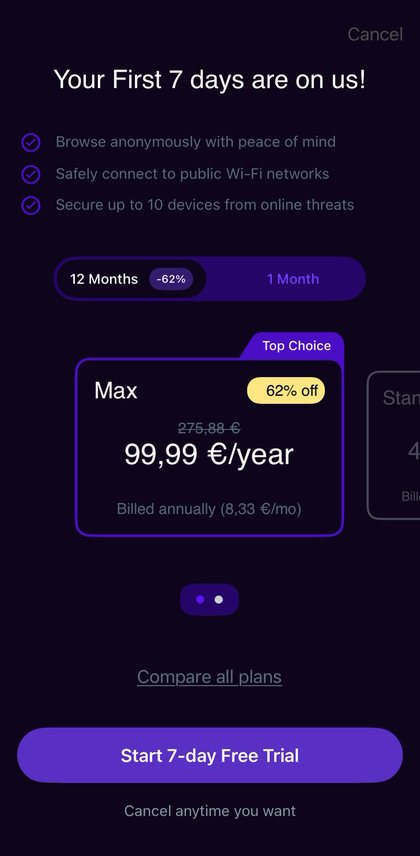 Cancel
Your First 7 days are on us!
Browse anonymously with peace of mind
Safely connect to public Wi-Fi networks
Secure up to 10 devices from online threats
12 Months -62% 1 Month
Top Choice
Max 62% off
275,88 €
99,99 €/year
Billed annually (8,33 €/mo)
Compare all plans
Start 7-day Free Trial
Cancel anytime you want